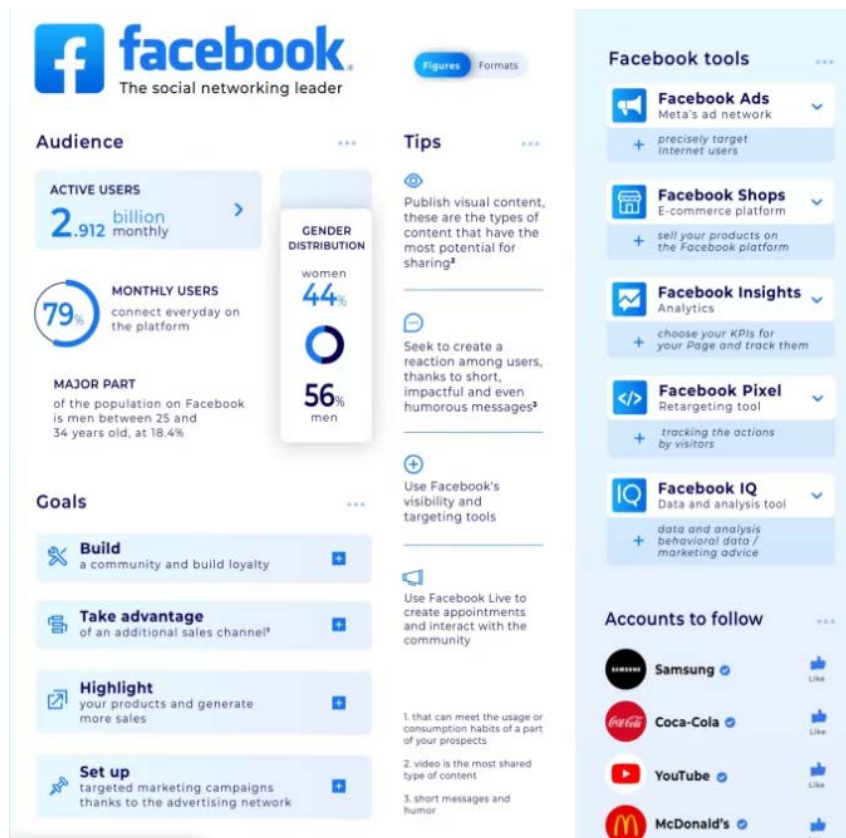 facebook.
The social networking leader
Figures Formats
Audience
ACTIVE USERS
2.912 billion monthly
79%
MONTHLY USERS
connect everyday on
the platform
MAJOR PART
of the population on Facebook
is men between 25 and
34 years old, at 18.4%
GENDER
DISTRIBUTION
women
44%
56%
men
Goals
Build
a community and build loyalty
Take advantage
of an additional sales channel¹
Highlight
your products and generate
more sales
Set up
targeted marketing campaigns
thanks to the advertising network
Tips
Publish visual content,
these are the types of
content that have the
most potential for
sharing²
Seek to create a
reaction among users,
thanks to short,
impactful and even
humorous messages³
Use Facebook's
visibility and
targeting tools
Use Facebook Live to
create appointments
and interact with the
community
1. that can meet the usage or
consumption habits of a part
of your prospects
2. video is the most shared
type of content
3. short messages and
humor
Facebook tools
Facebook Ads
Meta's ad network
+ precisely target
Internet users
Facebook Shops
E-commerce platform
+ sell your products on
the Facebook platform
Facebook Insights
Analytics
+ choose your KPIs for
your Page and track them
</> Facebook Pixel
Retargeting tool
+ tracking the actions
by visitors
IQ Facebook IQ
Data and analysis tool
+ data and analysis
behavioral data /
marketing advice
Accounts to follow
SAMSUNG Samsung Like
Coca-Cola Coca-Cola Like
YouTube Like
McDonald's